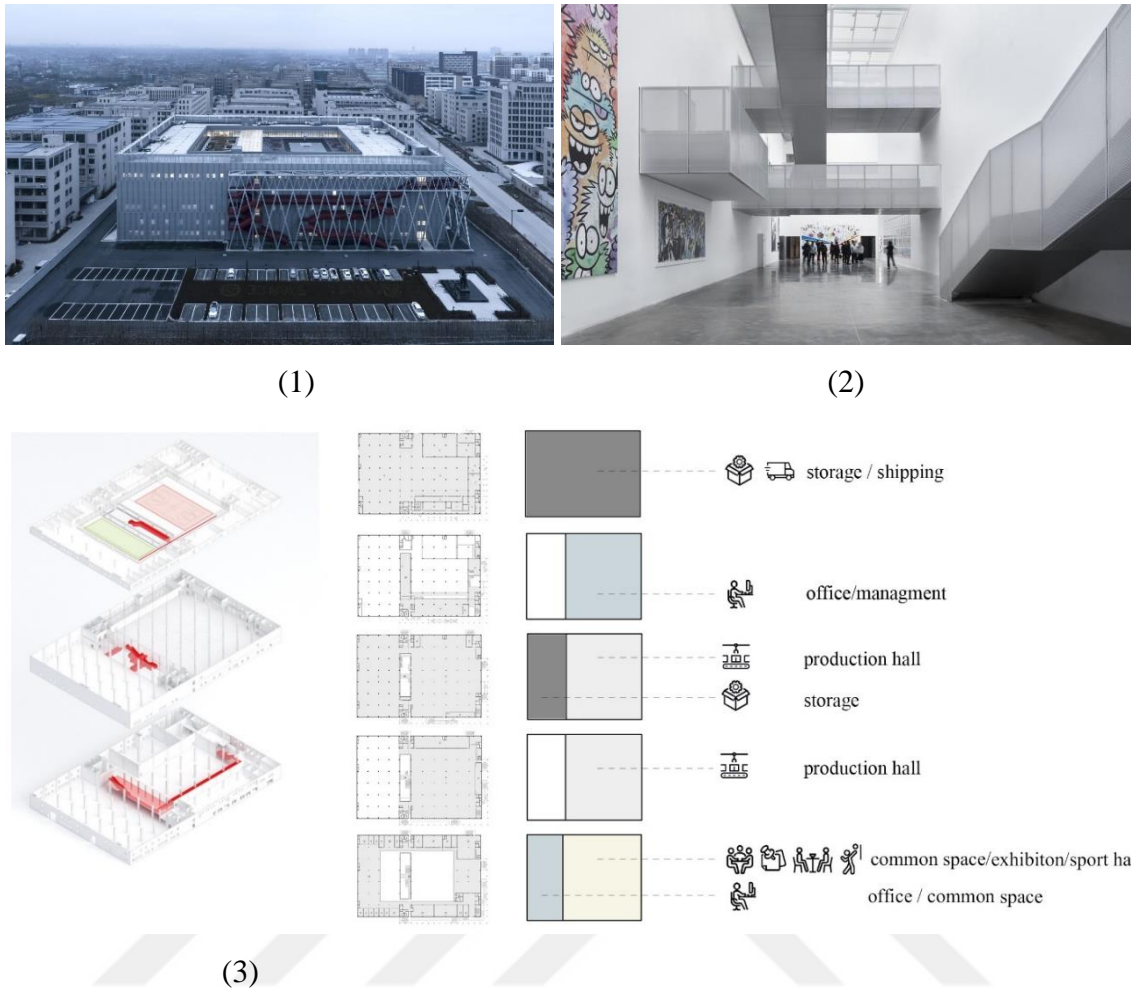 (1)
(2)
storage / shipping
office/managment
production hall
storage
production hall
common space/exhibiton/sport ha
office / common space
(3)